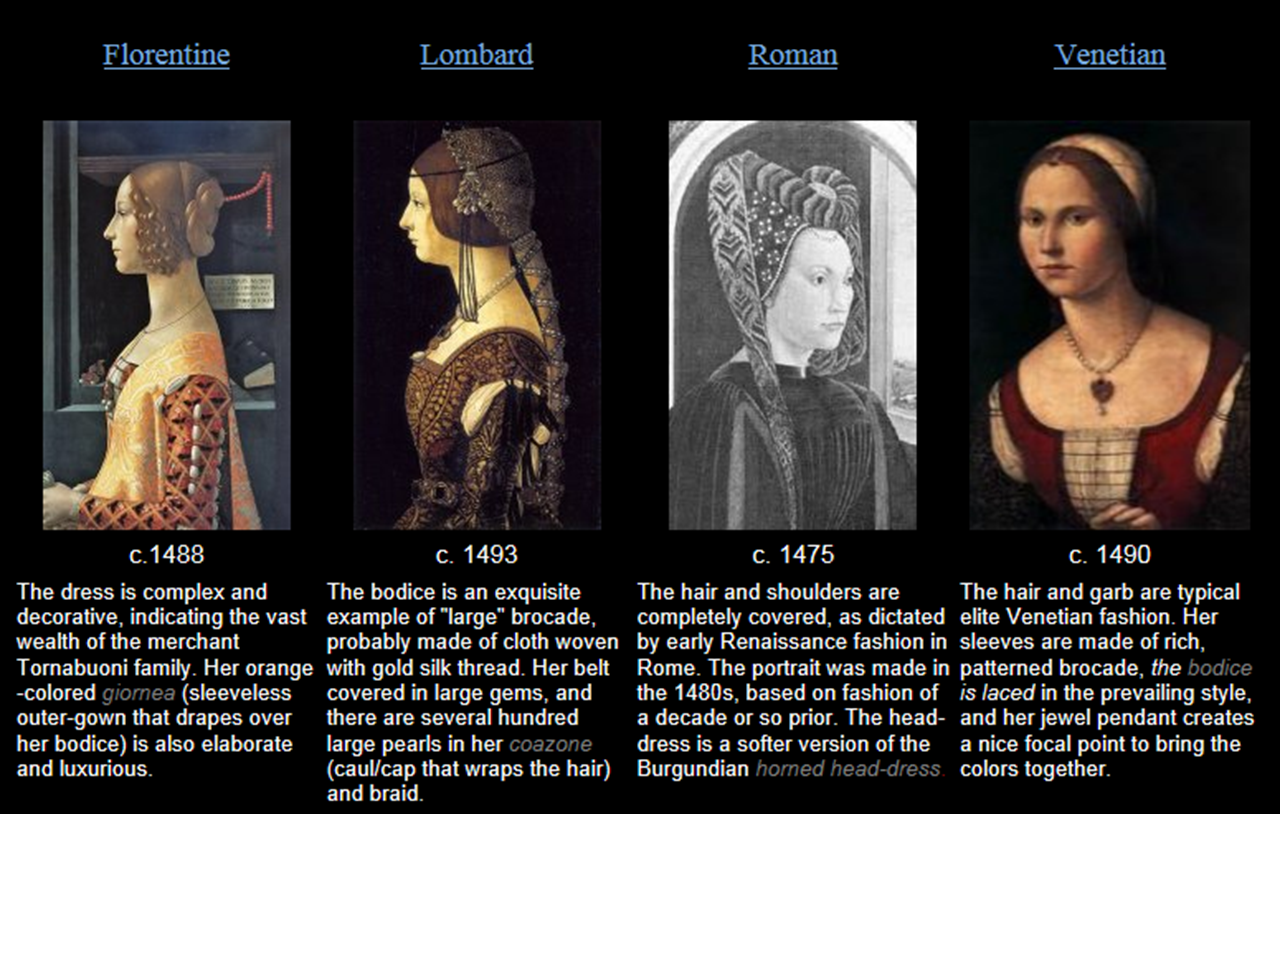 Florentine
Lombard
Roman
Venetian
c.1488
The dress is complex and
decorative, indicating the vast
wealth of the merchant
Tornabuoni family. Her orange
-colored giornea (sleeveless
outer-gown that drapes over
her bodice) is also elaborate
and luxurious.
c. 1493
The bodice is an exquisite
example of "large" brocade,
probably made of cloth woven
with gold silk thread. Her belt
covered in large gems, and
there are several hundred
large pearls in her coazone
(caul/cap that wraps the hair)
and braid.
c. 1475
The hair and shoulders are
completely covered, as dictated
by early Renaissance fashion in
Rome. The portrait was made in
the 1480s, based on fashion of
a decade or so prior. The head-
dress is a softer version of the
Burgundian horned head-dress.
c. 1490
The hair and garb are typical
elite Venetian fashion. Her
sleeves are made of rich,
patterned brocade, the bodice
is laced in the prevailing style,
and her jewel pendant creates
a nice focal point to bring the
colors together.